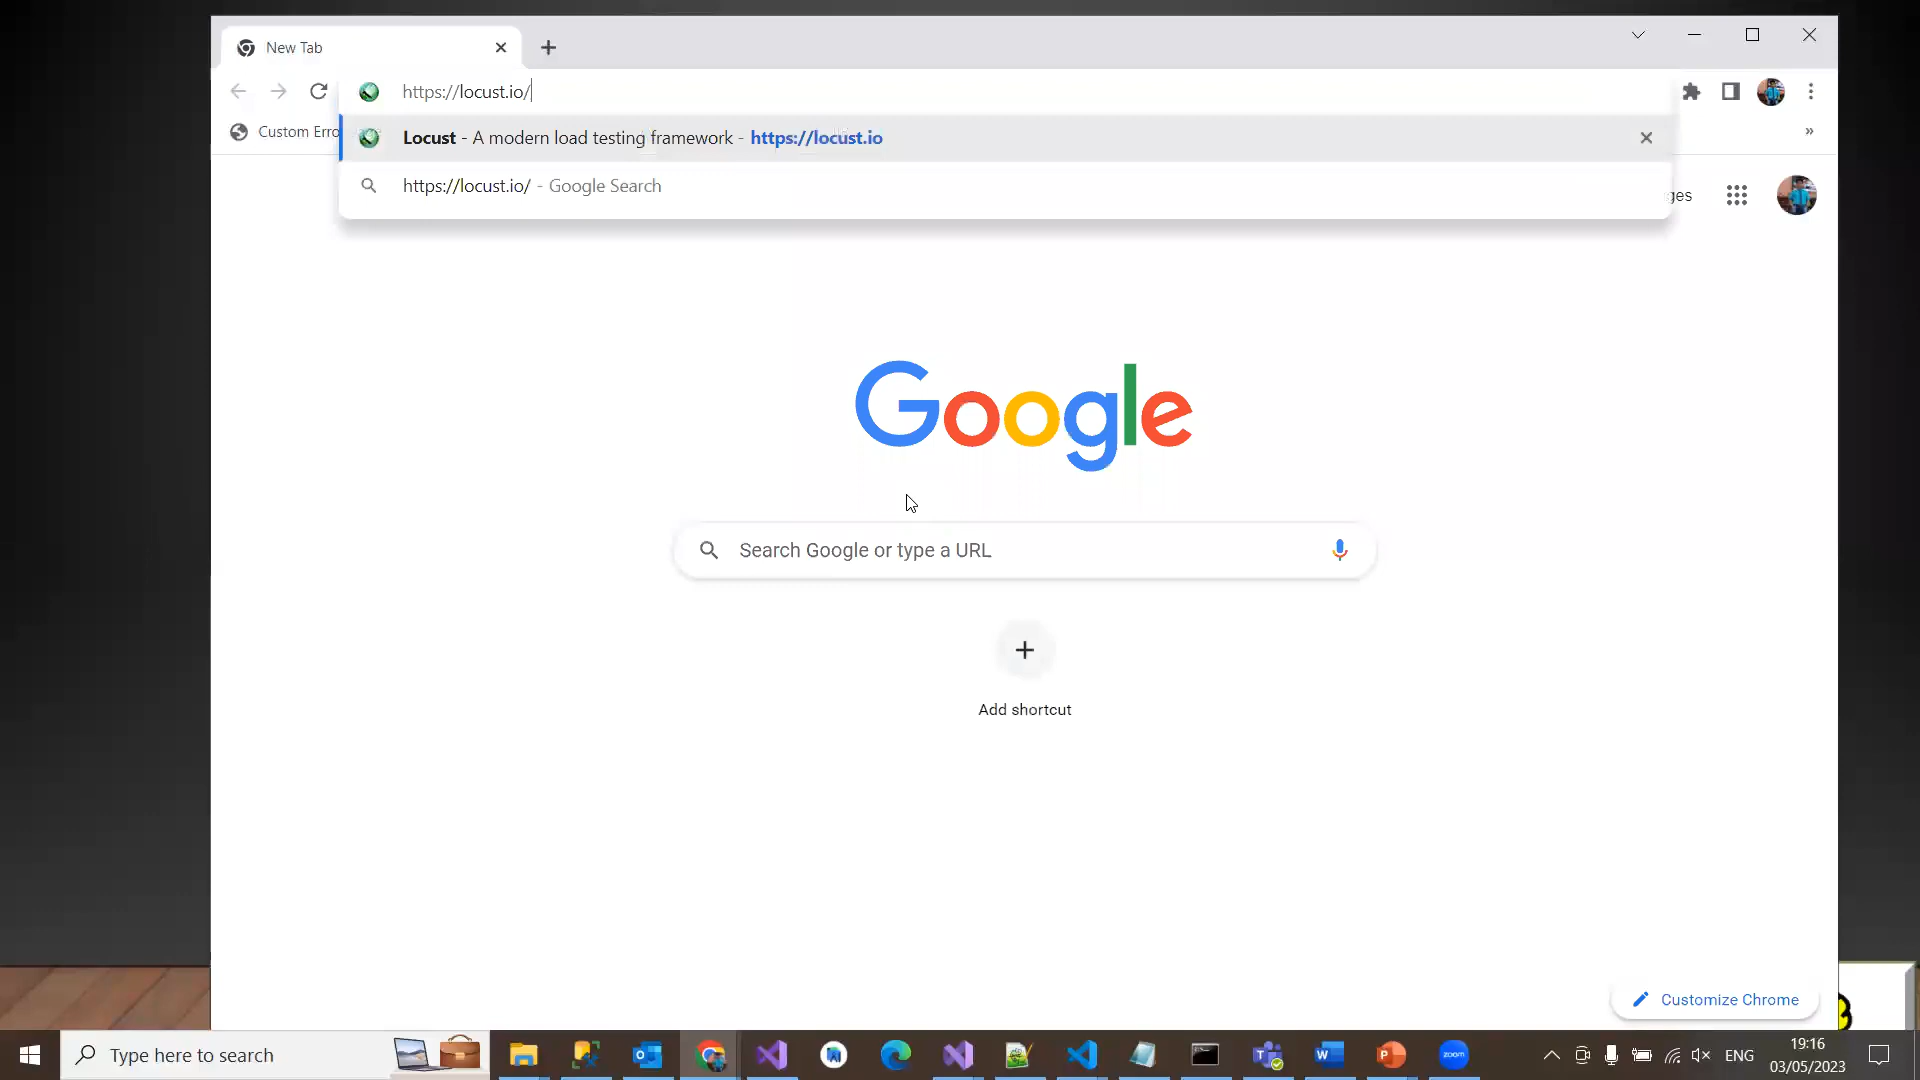 New Tab
https://locust.io/
Custom Erro
Locust - A modern load testing framework - https://locust.io
https://locust.io/ - Google Search
ges
Google
Search Google or type a URL
Add shortcut
Customize Chrome
Type here to search
zoom
ENG
19:16
03/05/2023